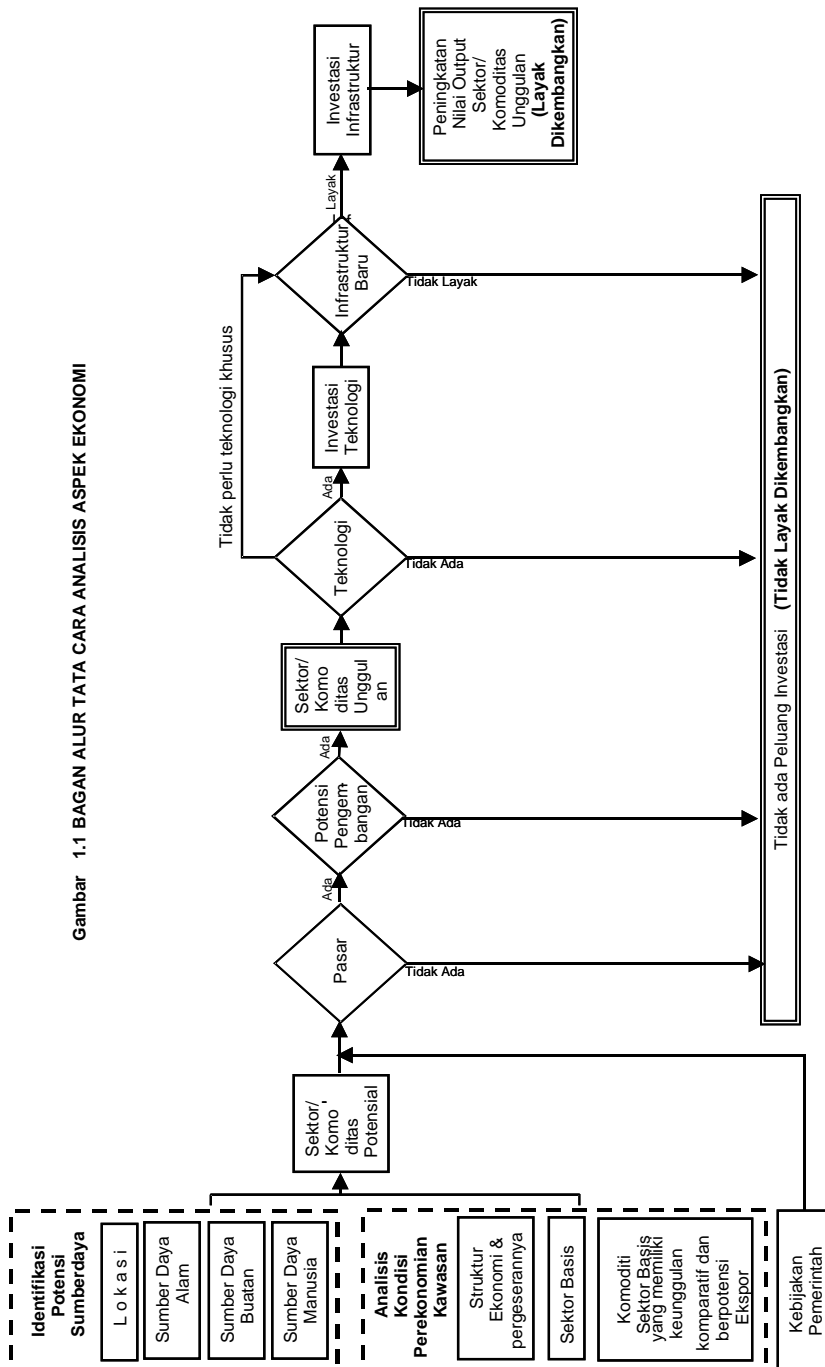 Gambar 1.1 BAGAN ALUR TATA CARA ANALISIS ASPEK EKONOMI
Identifikasi
Potensi
Sumberdaya
L o k a s i
Sumber Daya
Alam
Sumber Daya
Buatan
Sumber Daya
Manusia
Analisis
Kondisi
Perekonomian
Kawasan
Struktur
Ekonomi &
pergeserannya
Sektor Basis
Komoditi
Sektor Basis
yang memiliki
keunggulan
komparatif dan
berpotensi
Ekspor
Kebijakan
Pemerintah
Sektor/
Komo
ditas
Potensial
Pasar
Ada
Tidak Ada
Potensi
Pengem-
bangan
Ada
Tidak Ada
Sektor/
Komo
ditas
Unggul
an
Teknologi
Ada
Tidak Ada
Tidak perlu teknologi khusus
Investasi
Teknologi
Infrastruktur
Baru
Layak
Tidak Layak
Investasi
Infrastruktur
Peningkatan
Nilai Output
Sektor/
Komoditas
Unggulan
(Layak
Dikembangkan)
Tidak ada Peluang Investasi (Tidak Layak Dikembangkan)